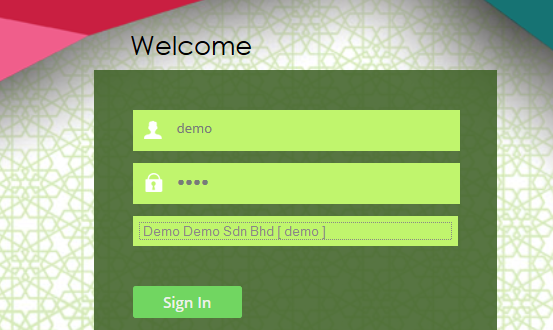 Welcome
demo
••••
Demo Demo Sdn Bhd [ demo ]
Sign In